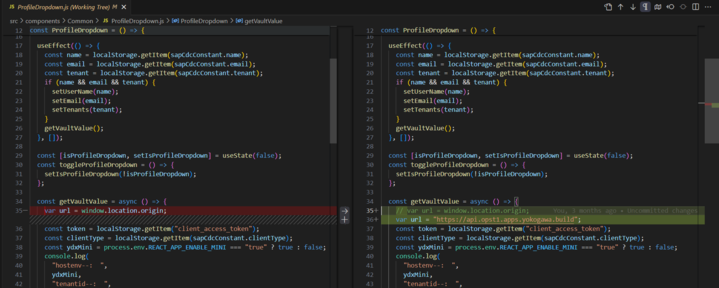 JS ProfileDropdown.js (Working Tree) M ×
src > components > Common > JS ProfileDropdown.js > ProfileDropdown > getVaultValue
12 const ProfileDropdown = () => {
16
17 useEffect(() => {
18 const name = localStorage.getItem(sapCdcConstant.name);
19 const email = localStorage.getItem(sapCdcConstant.email);
20 const tenant = localStorage.getItem(sapCdcConstant.tenant);
21 if (name && email && tenant) {
22 setUserName(name);
23 setEmail(email);
24 setTenants(tenant);
25 }
26 getVaultValue();
27 }, []);
28
29 const [isProfileDropdown, setIsProfileDropdown] = useState(false);
30 const toggleProfileDropdown = () => {
31 setIsProfileDropdown(!isProfileDropdown);
32 };
33
34 const getVaultValue = async () => {
35− var url = window.location.origin;
36 const token = localStorage.getItem("client_access_token");
37 const clientType = localStorage.getItem(sapCdcConstant.clientType);
38 const ydxMini = process.env.REACT_APP_ENABLE_MINI === "true" ? true : false;
39 console.log(
40 "hostenv--: ",
41 ydxMini,
42 "tenantid--: ",
12 const ProfileDropdown = () => {
16
17 useEffect(() => {
18 const name = localStorage.getItem(sapCdcConstant.name);
19 const email = localStorage.getItem(sapCdcConstant.email);
20 const tenant = localStorage.getItem(sapCdcConstant.tenant);
21 if (name && email && tenant) {
22 setUserName(name);
23 setEmail(email);
24 setTenants(tenant);
25 }
26 getVaultValue();
27 }, []);
28
29 const [isProfileDropdown, setIsProfileDropdown] = useState(false);
30 const toggleProfileDropdown = () => {
31 setIsProfileDropdown(!isProfileDropdown);
32 };
33
34 const getVaultValue = async () => {
35+ // var url = window.location.origin; You, months ago • Uncommitted changes
36+ var url = "https://api.opst1.apps.yokogawa.build";
37 const token = localStorage.getItem("client_access_token");
38 const clientType = localStorage.getItem(sapCdcConstant.clientType);
39 const ydxMini = process.env.REACT_APP_ENABLE_MINI === "true" ? true : false;
40 console.log(
41 "hostenv--: ",
42 ydxMini,
43 "tenantid--: ",